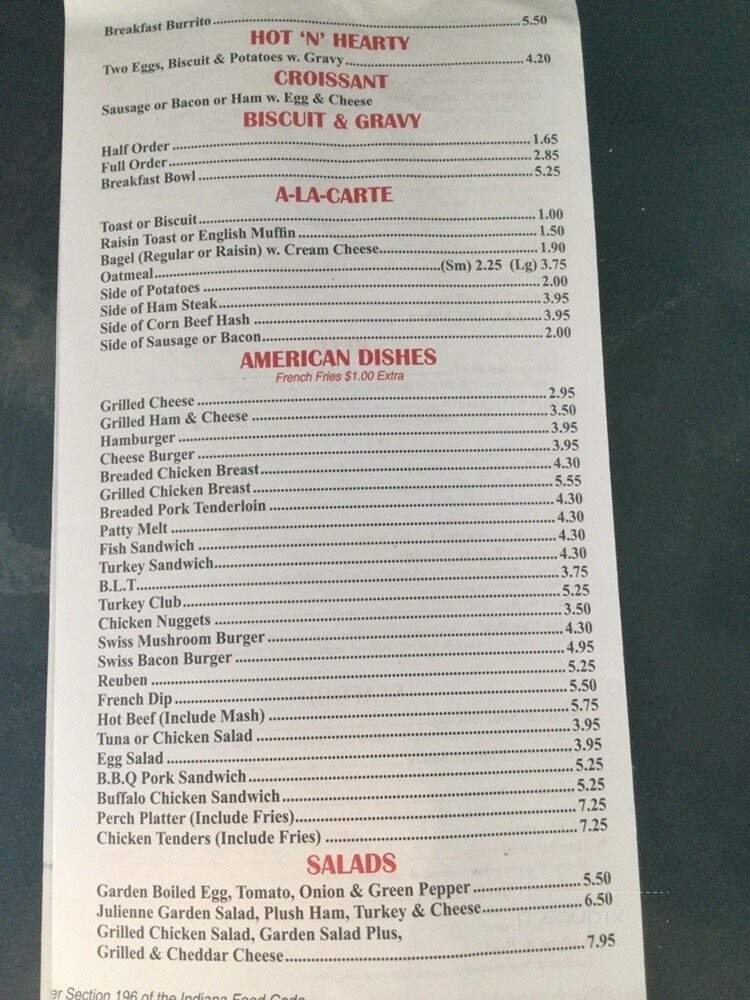 Breakfast Burrito 5.50
HOT 'N' HEARTY
Two Eggs, Biscuit & Potatoes w. Gravy 4.20
CROISSANT
Sausage or Bacon or Ham w. Egg & Cheese
BISCUIT & GRAVY
Half Order 1.65
Full Order 2.85
Breakfast Bowl 5.25
A-LA-CARTE
Toast or Biscuit 1.00
Raisin Toast or English Muffin 1.50
Bagel (Regular or Raisin) w. Cream Cheese 1.90
Oatmeal (Sm) 2.25 (Lg) 3.75
Side of Potatoes 2.00
Side of Ham Steak 3.95
Side of Corn Beef Hash 3.95
Side of Sausage or Bacon 2.00
AMERICAN DISHES
French Fries $1.00 Extra
Grilled Cheese 2.95
Grilled Ham & Cheese 3.50
Hamburger 3.95
Cheese Burger 3.95
Breaded Chicken Breast 4.30
Grilled Chicken Breast 5.55
Breaded Pork Tenderloin 4.30
Patty Melt 4.30
Fish Sandwich 4.30
Turkey Sandwich 4.30
B.L.T. 3.75
Turkey Club 5.25
Chicken Nuggets 3.50
Swiss Mushroom Burger 4.30
Swiss Bacon Burger 4.95
Reuben 5.25
French Dip 5.50
Hot Beef (Include Mash) 5.75
Tuna or Chicken Salad 3.95
Egg Salad 3.95
B.B.Q Pork Sandwich 5.25
Buffalo Chicken Sandwich 5.25
Perch Platter (Include Fries) 7.25
Chicken Tenders (Include Fries) 7.25
SALADS
Garden Boiled Egg, Tomato, Onion & Green Pepper 5.50
Julienne Garden Salad, Plush Ham, Turkey & Cheese 6.50
Grilled Chicken Salad, Garden Salad Plus,
Grilled & Cheddar Cheese 7.95
er Section 196 of the Indiana Food Code